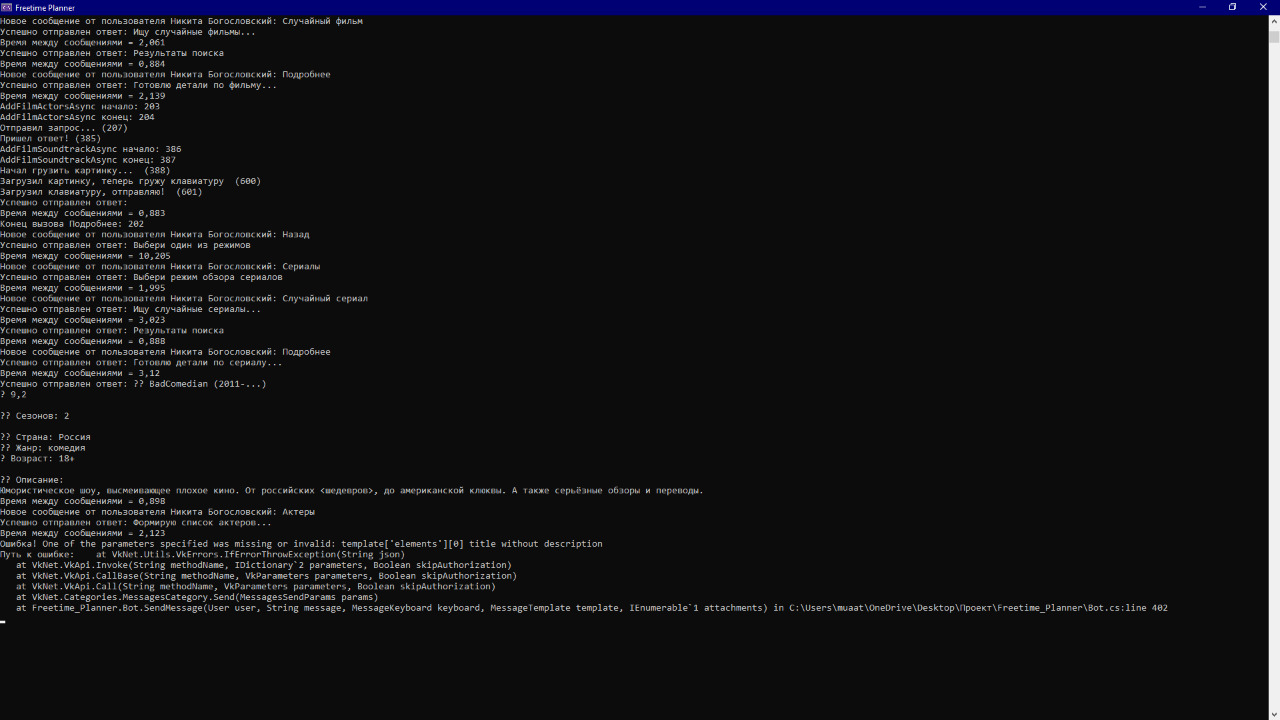 Freetime Planner
Новое сообщение от пользователя Никита Богословский: Случайный фильм
Успешно отправлен ответ: Ищу случайные фильмы...
Время между сообщениями = 2,061
Успешно отправлен ответ: Результаты поиска
Время между сообщениями = 0,884
Новое сообщение от пользователя Никита Богословский: Подробнее
Успешно отправлен ответ: Готовлю детали по фильму...
Время между сообщениями = 2,139
AddFilmActorsAsync начало: 203
AddFilmActorsAsync конец: 204
Отправил запрос... (207)
Пришел ответ! (385)
AddFilmSoundtrackAsync начало: 386
AddFilmSoundtrackAsync конец: 387
Начал грузить картинку...  (388)
Загрузил картинку, теперь гружу клавиатуру  (600)
Загрузил клавиатуру, отправляю!  (601)
Успешно отправлен ответ:
Время между сообщениями = 0,883
Конец вызова Подробнее: 202
Новое сообщение от пользователя Никита Богословский: Назад
Успешно отправлен ответ: Выбери один из режимов
Время между сообщениями = 10,205
Новое сообщение от пользователя Никита Богословский: Сериалы
Успешно отправлен ответ: Выбери режим обзора сериалов
Время между сообщениями = 1,995
Новое сообщение от пользователя Никита Богословский: Случайный сериал
Успешно отправлен ответ: Ищу случайные сериалы...
Время между сообщениями = 3,023
Успешно отправлен ответ: Результаты поиска
Время между сообщениями = 0,888
Новое сообщение от пользователя Никита Богословский: Подробнее
Успешно отправлен ответ: Готовлю детали по сериалу...
Время между сообщениями = 3,12
Успешно отправлен ответ: ?? BadComedian (2011-...)
? 9,2
?? Сезонов: 2
?? Страна: Россия
?? Жанр: комедия
? Возраст: 18+
?? Описание:
Юмористическое шоу, высмеивающее плохое кино. От российских <шедевров>, до американской клюквы. А также серьёзные обзоры и переводы.
Время между сообщениями = 0,898
Новое сообщение от пользователя Никита Богословский: Актеры
Успешно отправлен ответ: Формирую список актеров...
Время между сообщениями = 2,123
Ошибка! One of the parameters specified was missing or invalid: template['elements'][0] title without description
Путь к ошибке:    at VkNet.Utils.VkErrors.IfErrorThrowException(String json)
   at VkNet.VkApi.Invoke(String methodName, IDictionary`2 parameters, Boolean skipAuthorization)
   at VkNet.VkApi.CallBase(String methodName, VkParameters parameters, Boolean skipAuthorization)
   at VkNet.VkApi.Call(String methodName, VkParameters parameters, Boolean skipAuthorization)
   at VkNet.Categories.MessagesCategory.Send(MessagesSendParams params)
   at Freetime_Planner.Bot.SendMessage(User user, String message, MessageKeyboard keyboard, MessageTemplate template, IEnumerable`1 attachments) in C:\Users\muaat\OneDrive\Desktop\Проект\Freetime_Planner\Bot.cs:line 402